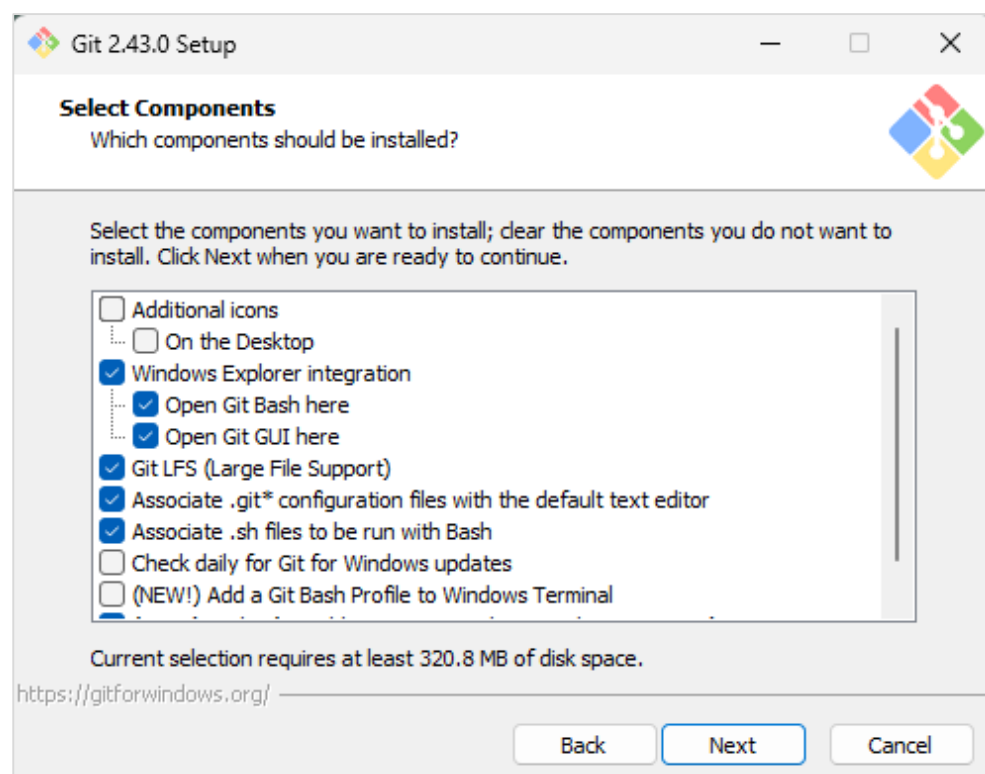 Git 2.43.0 Setup
Select Components
Which components should be installed?
Select the components you want to install; clear the components you do not want to
install. Click Next when you are ready to continue.
Additional icons
On the Desktop
Windows Explorer integration
Open Git Bash here
Open Git GUI here
Git LFS (Large File Support)
Associate .git* configuration files with the default text editor
Associate .sh files to be run with Bash
Check daily for Git for Windows updates
(NEW!) Add a Git Bash Profile to Windows Terminal
Current selection requires at least 320.8 MB of disk space.
https://gitforwindows.org/
Back Next Cancel